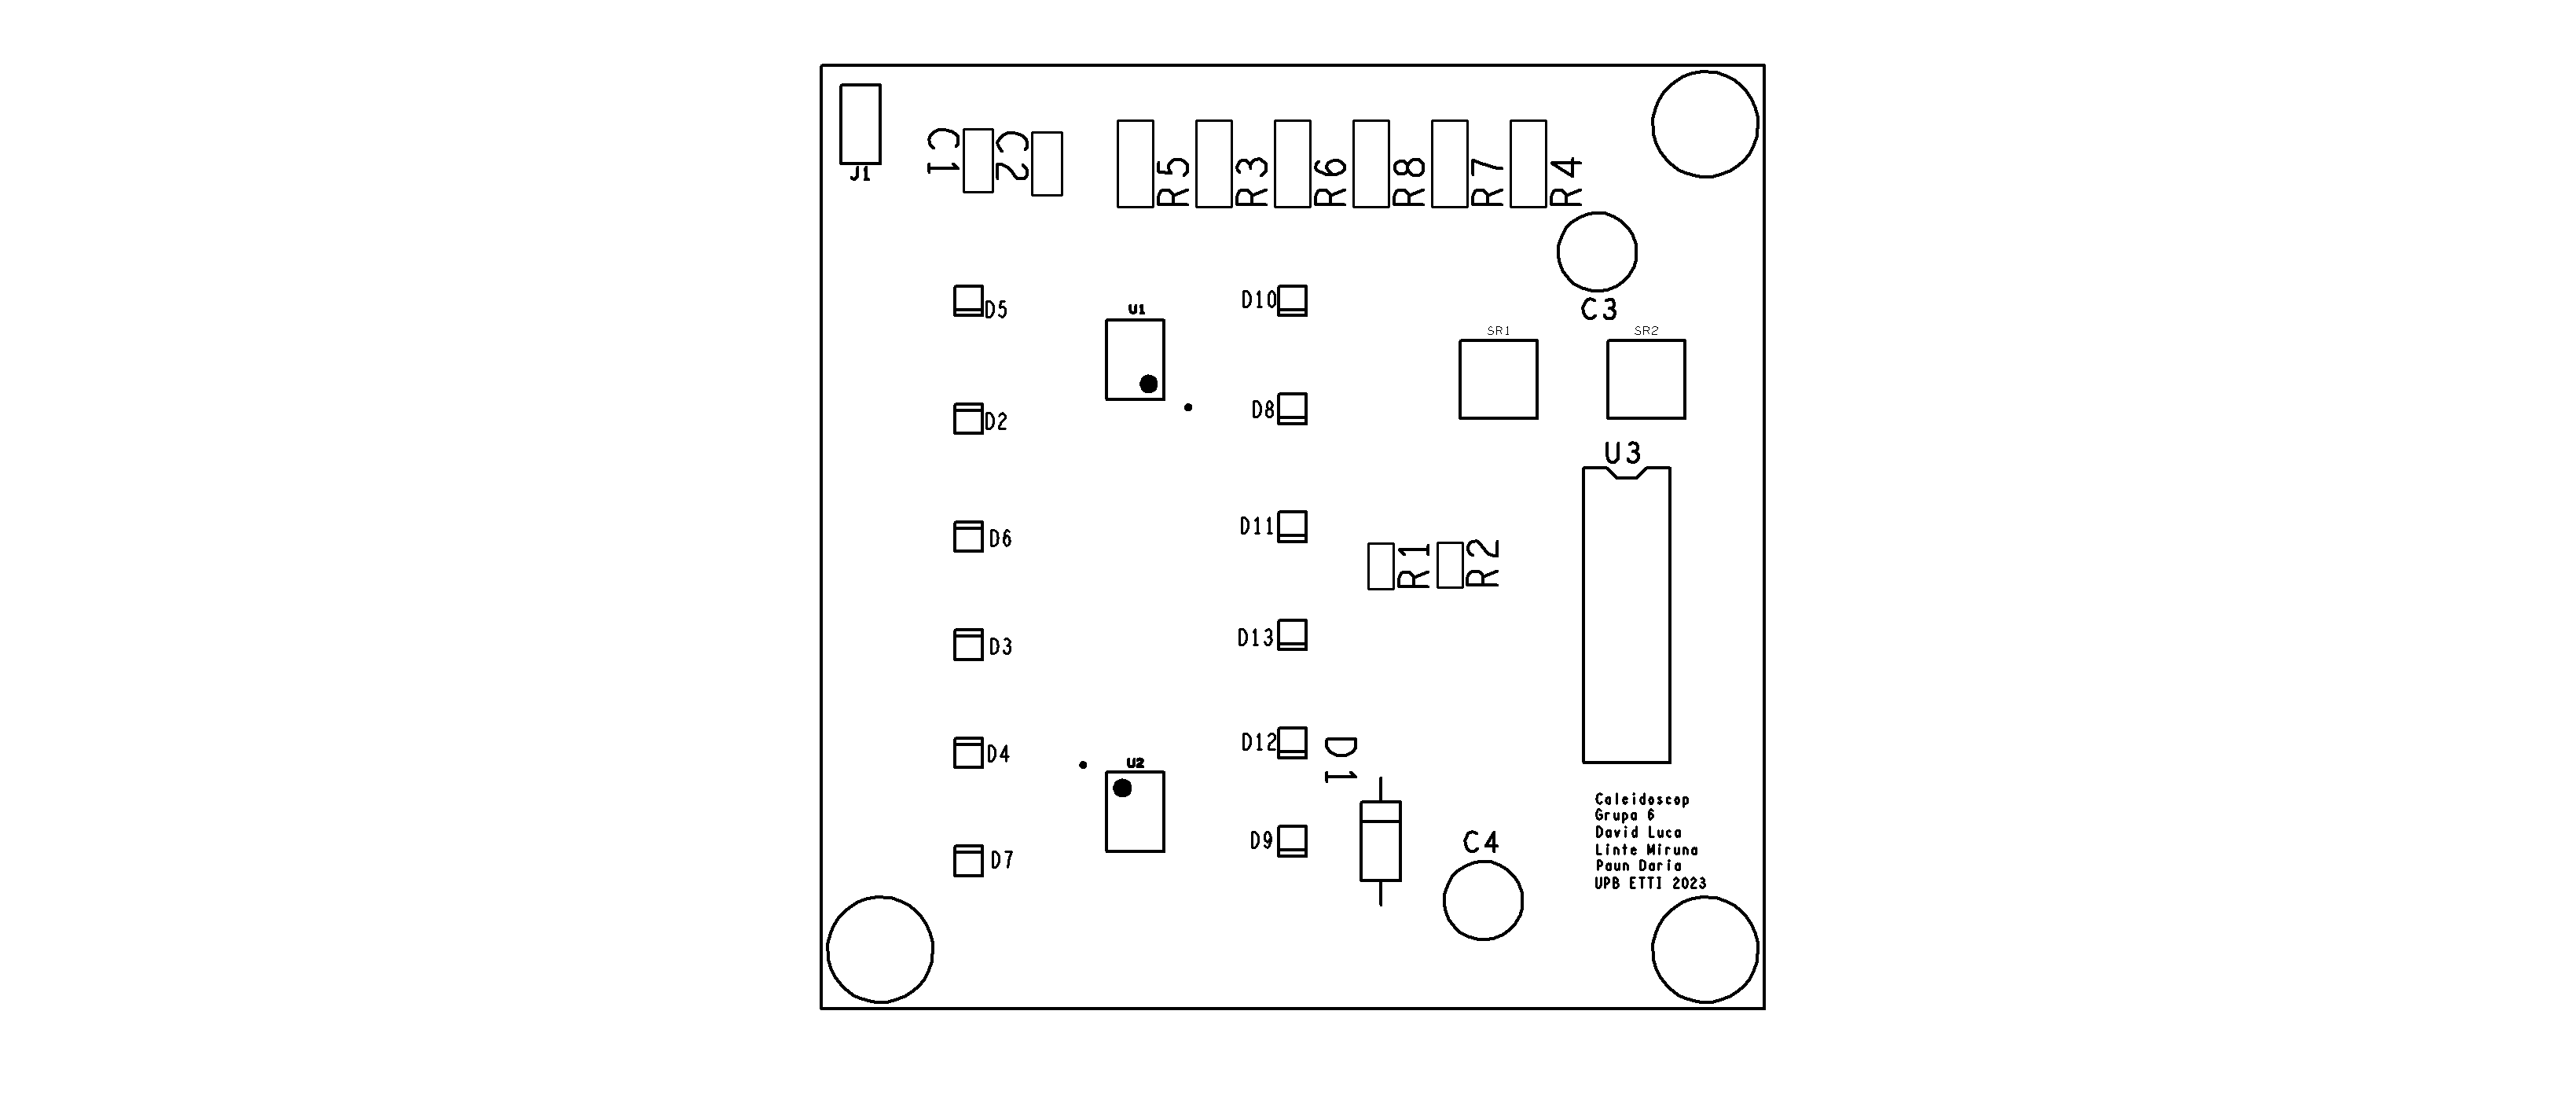 J1
C1
C2
R5
R3
R6
R8
R7
R4
C3
D5
U1
D10
SR1
SR2
D2
D8
U3
D6
D11
R1
R2
D3
D13
D4
U2
D12
D1
D7
D9
C4
Caleidoscop
Grupa 6
David Luca
Linte Miruna
Paun Daria
UPB ETTI 2023